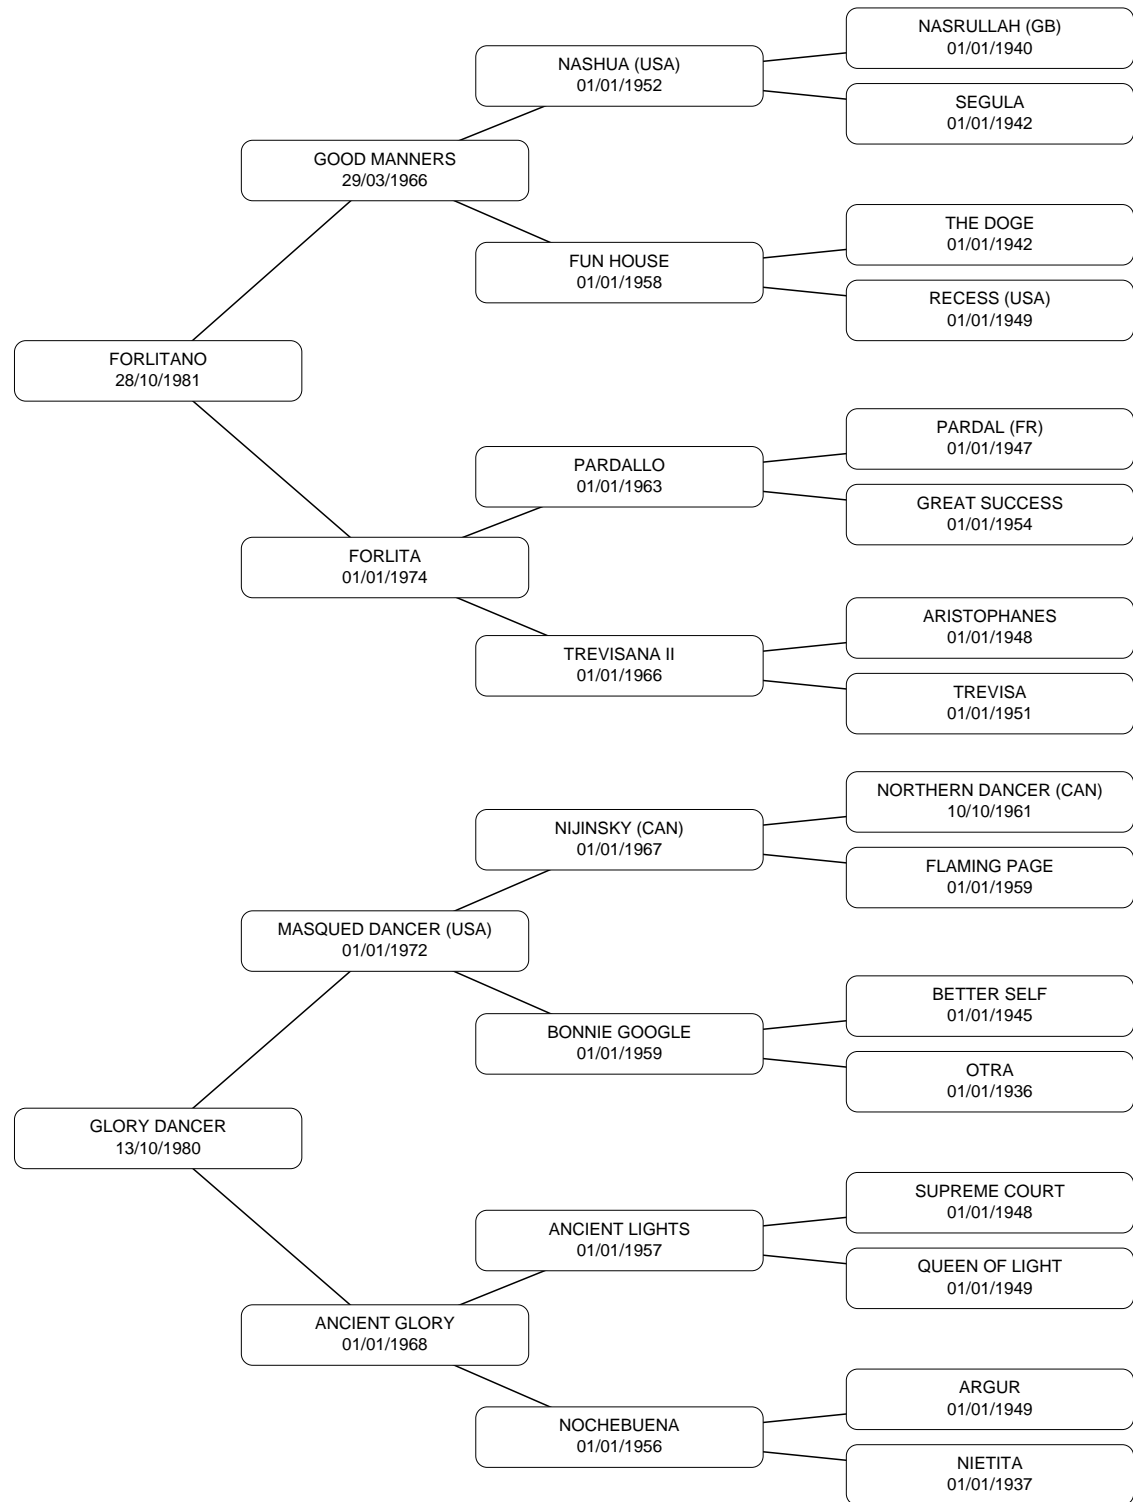 NASRULLAH (GB)
01/01/1940
NASHUA (USA)
01/01/1952
SEGULA
01/01/1942
GOOD MANNERS
29/03/1966
THE DOGE
01/01/1942
FUN HOUSE
01/01/1958
RECESS (USA)
01/01/1949
FORLITANO
28/10/1981
PARDAL (FR)
01/01/1947
PARDALLO
01/01/1963
GREAT SUCCESS
01/01/1954
FORLITA
01/01/1974
ARISTOPHANES
01/01/1948
TREVISANA II
01/01/1966
TREVISA
01/01/1951
NORTHERN DANCER (CAN)
10/10/1961
NIJINSKY (CAN)
01/01/1967
FLAMING PAGE
01/01/1959
MASQUED DANCER (USA)
01/01/1972
BETTER SELF
01/01/1945
BONNIE GOOGLE
01/01/1959
OTRA
01/01/1936
GLORY DANCER
13/10/1980
SUPREME COURT
01/01/1948
ANCIENT LIGHTS
01/01/1957
QUEEN OF LIGHT
01/01/1949
ANCIENT GLORY
01/01/1968
ARGUR
01/01/1949
NOCHEBUENA
01/01/1956
NIETITA
01/01/1937